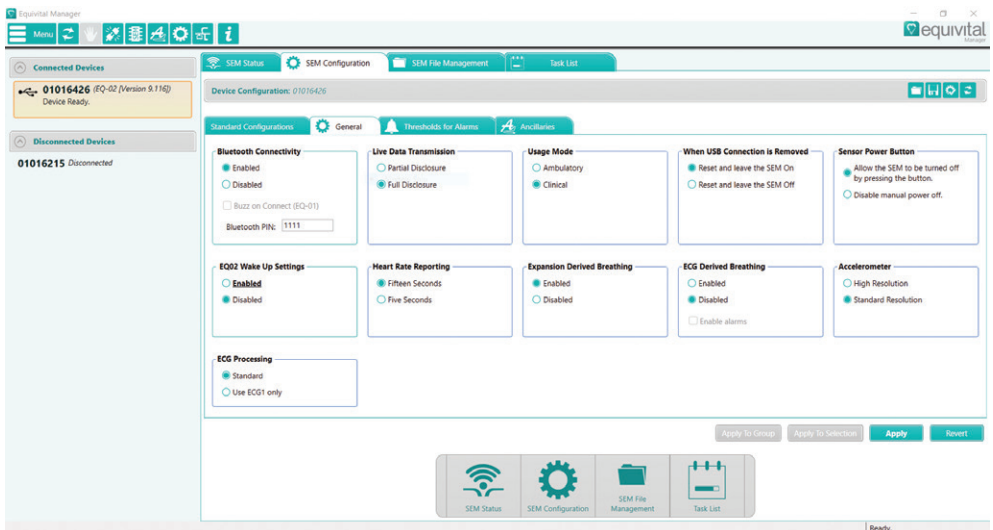 Equivital Manager
Menu
equivital
Manager
Connected Devices
01016426 (EQ-02 [Version 9.116])
Device Ready.
Disconnected Devices
01016215 Disconnected
SEM Status
SEM Configuration
SEM File Management
Task List
Device Configuration: 01016426
Standard Configurations
General
Thresholds for Alarms
Ancillaries
Bluetooth Connectivity
Enabled
Disabled
Buzz on Connect (EQ-01)
Bluetooth PIN: 1111
Live Data Transmission
Partial Disclosure
Full Disclosure
Usage Mode
Ambulatory
Clinical
When USB Connection is Removed
Reset and leave the SEM On
Reset and leave the SEM Off
Sensor Power Button
Allow the SEM to be turned off
by pressing the button.
Disable manual power off.
EQ02 Wake Up Settings
Enabled
Disabled
Heart Rate Reporting
Fifteen Seconds
Five Seconds
Expansion Derived Breathing
Enabled
Disabled
ECG Derived Breathing
Enabled
Disabled
Enable alarms
Accelerometer
High Resolution
Standard Resolution
ECG Processing
Standard
Use ECG1 only
Apply To Group
Apply To Selection
Apply
Revert
SEM Status
SEM Configuration
SEM File
Management
Task List
Ready